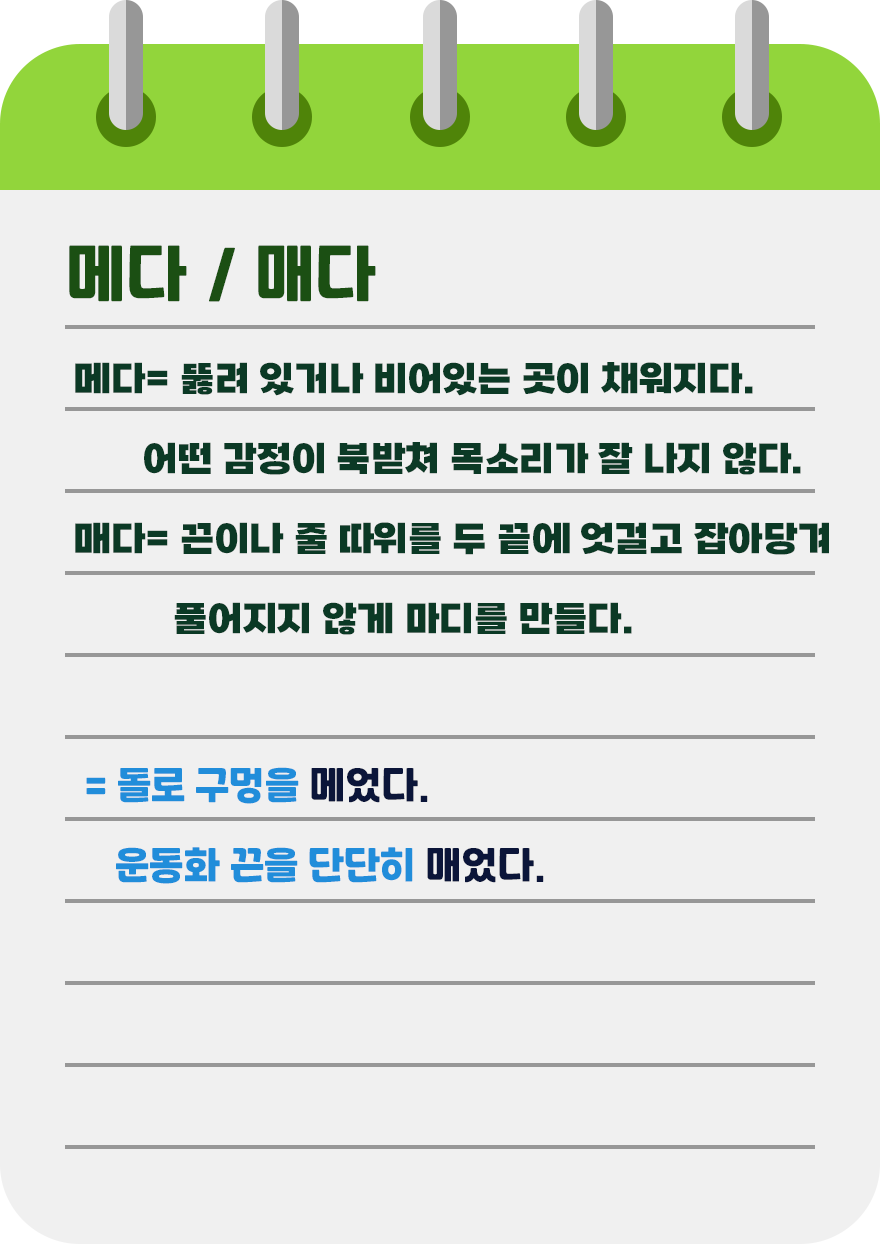 메다 / 매다
메다= 뚫려 있거나 비어있는 곳이 채워지다.
어떤 감정이 북받쳐 목소리가 잘 나지 않다.
매다= 끈이나 줄 따위를 두 끝에 엇걸고 잡아당겨
풀어지지 않게 마디를 만들다.
= 돌로 구멍을 메었다.
운동화 끈을 단단히 매었다.